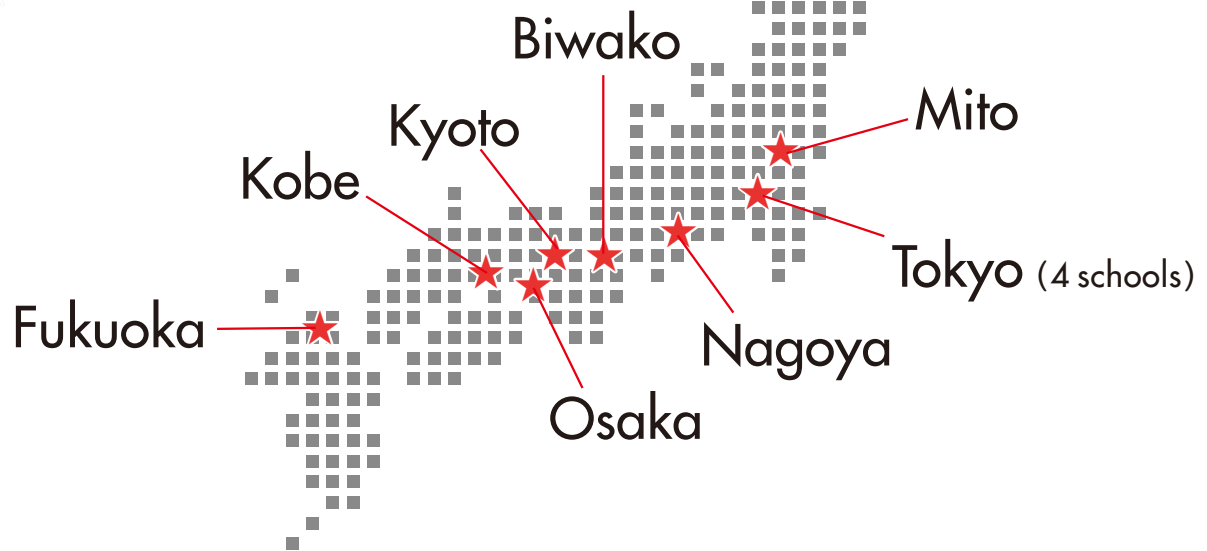 Biwako
Mito
Kyoto
Kobe
Tokyo (4 schools)
Fukuoka
Nagoya
Osaka